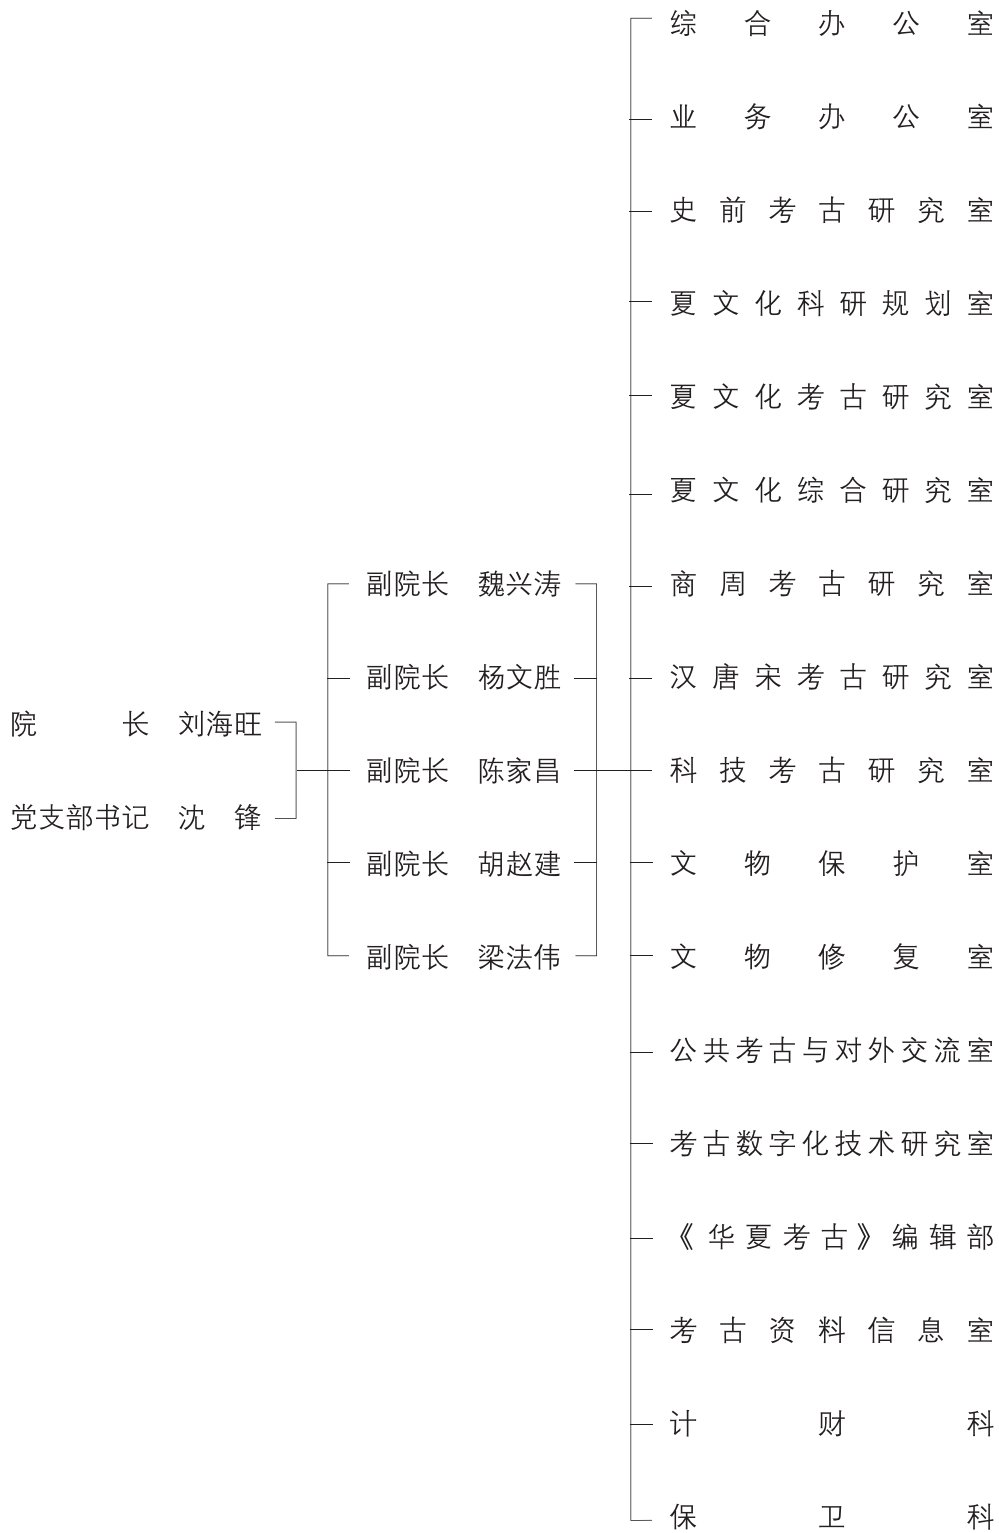 院长 刘海旺
党支部书记 沈锋
副院长 魏兴涛
副院长 杨文胜
副院长 陈家昌
副院长 胡赵建
副院长 梁法伟
综合办公室
业务办公室
史前考古研究室
夏文化科研规划室
夏文化考古研究室
夏文化综合研究室
商周考古研究室
汉唐宋考古研究室
科技考古研究室
文物保护室
文物修复室
公共考古与对外交流室
考古数字化技术研究室
《华夏考古》编辑部
考古资料信息室
计财科
保卫科